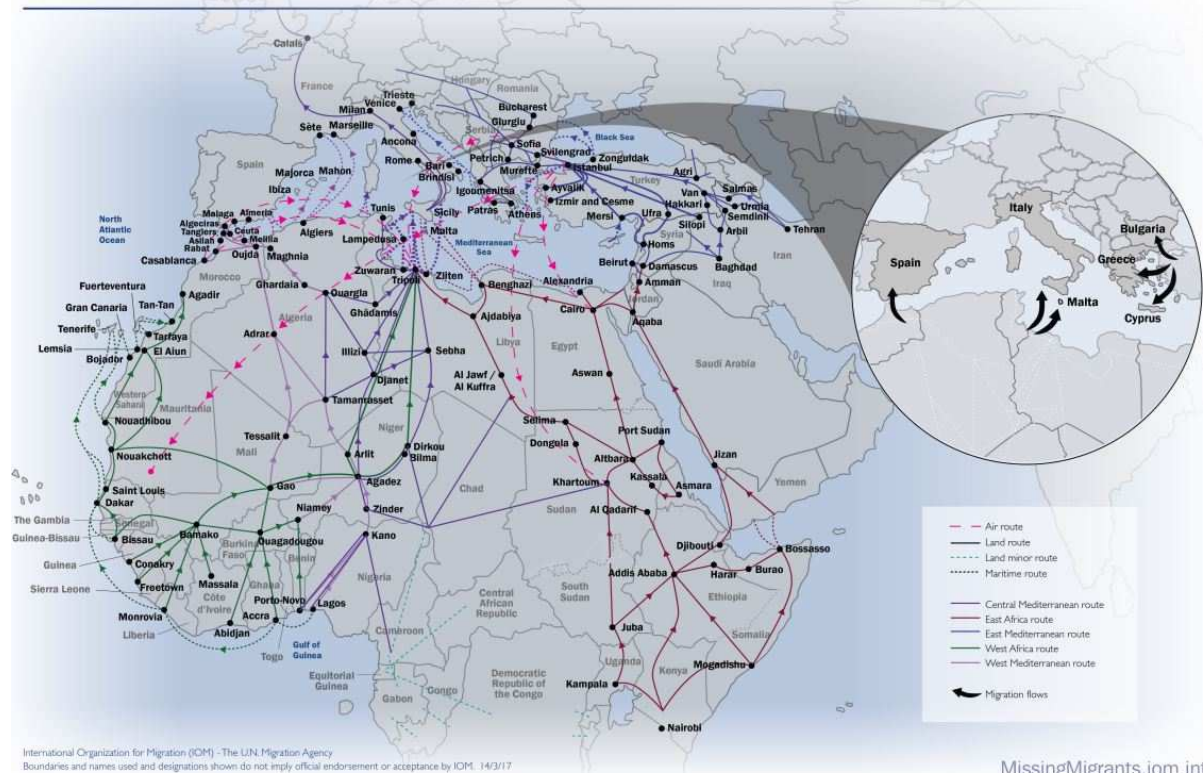 Calais
France
Hungary
Romania
Trieste
Venice
Milan
Bucharest
Giurgiu
Serbia
Sète
Marseille
Ancona
Black Sea
Sofia
Svilengrad
Zonguldak
Spain
Rome
Bari
Petrich
Murefte
Istanbul
Majorca
Mahon
Brindisi
Agri
Igoumenitsa
Turkey
Salmas
Ibiza
Ayvalik
Van
Patras
Izmir and Cesme
Hakkari
Urmia
Malaga
Almeria
Tunis
Sicily
Athens
Mersi
Ufra
Semdinli
North
Atlantic
Ocean
Algeciras
Tangiers
Ceuta
Algiers
Malta
Silopi
Tehran
Asilah
Melilla
Lampedusa
Mediterranean
Sea
Syria
Arbil
Rabat
Oujda
Maghnia
Homs
Casablanca
Zuwaran
Zliten
Beirut
Damascus
Baghdad
Iran
Morocco
Tripoli
Alexandria
Iraq
Fuerteventura
Ghardaia
Ouargla
Benghazi
Amman
Gran Canaria
Tan-Tan
Agadir
Ghādamis
Jordan
Cairo
Aqaba
Tenerife
Tarfaya
Algeria
Ajdabiya
Adrar
Libya
Egypt
Lemsia
El Aiun
Bojador
Illizi
Sebha
Saudi Arabia
Djanet
Al Jawf /
Al Kuffra
Aswan
Western
Sahara
Mauritania
Tamanrasset
Nouadhibou
Niger
Selima
Port Sudan
Tessalit
Dongola
Nouakchott
Mali
Arlit
Dirkou
Bilma
Altbara
Jizan
Khartoum
Kassala
Saint Louis
Gao
Agadez
Chad
Asmara
Yemen
Dakar
Niamey
Zinder
Sudan
Al Qadarif
The Gambia
Senegal
Guinea-Bissau
Bissau
Bamako
Burkina
Faso
Ouagadougou
Kano
Djibouti
Bossasso
Guinea
Conakry
Benin
Addis Ababa
Harar
Burao
Massala
Ghana
Nigeria
Sierra Leone
Freetown
Côte
d'Ivoire
Porto-Novo
Lagos
Central
African
Republic
South
Sudan
Ethiopia
Monrovia
Accra
Liberia
Abidjan
Cameroon
Juba
Somalia
Togo
Gulf of
Guinea
Uganda
Mogadishu
Equitorial
Guinea
Congo
Democratic
Republic of
the Congo
Kenya
Gabon
Kampala
Nairobi
Italy
Bulgaria
Spain
Greece
Malta
Cyprus
Air route
Land route
Land minor route
Maritime route
Central Mediterranean route
East Africa route
East Mediterranean route
West Africa route
West Mediterranean route
Migration flows
International Organization for Migration (IOM) - The U.N. Migration Agency
Boundaries and names used and designations shown do not imply official endorsement or acceptance by IOM. 14/3/17
MissingMigrants.iom.int